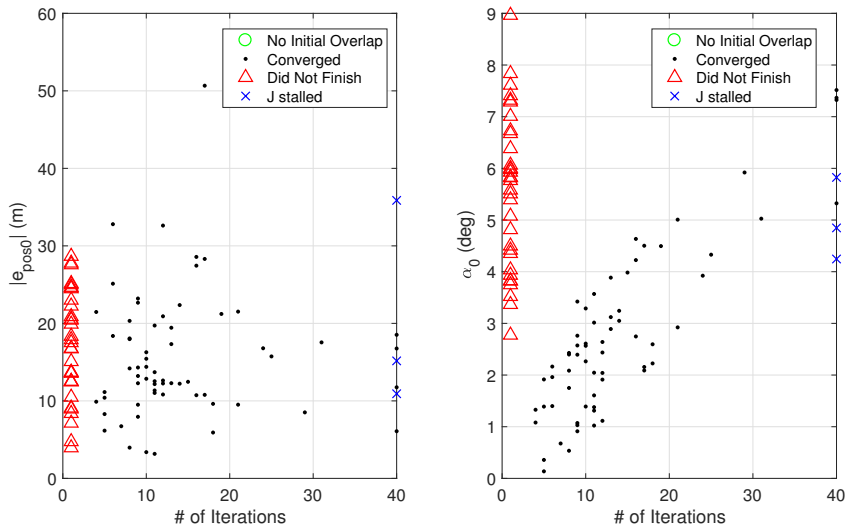 60
50
40
30
20
10
0
0
10
20
30
40
|e_pos0| (m)
# of Iterations
No Initial Overlap
Converged
Did Not Finish
J stalled
9
8
7
6
5
4
3
2
1
0
0
10
20
30
40
α_0 (deg)
# of Iterations
No Initial Overlap
Converged
Did Not Finish
J stalled